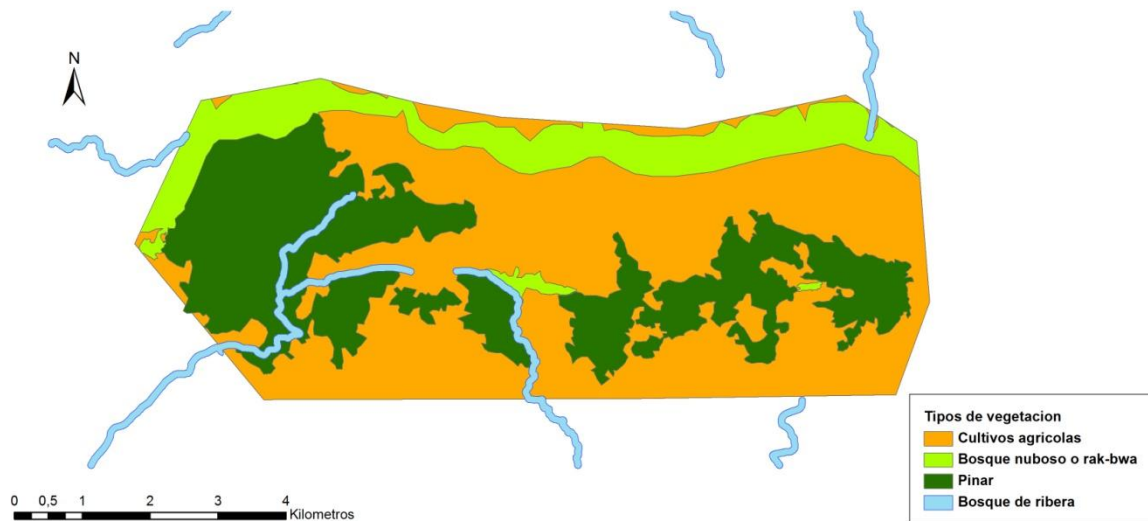 N
Tipos de vegetacion
Cultivos agricolas
Bosque nuboso o rak-bwa
Pinar
Bosque de ribera
0 0,5 1 2 3 4
Kilometros